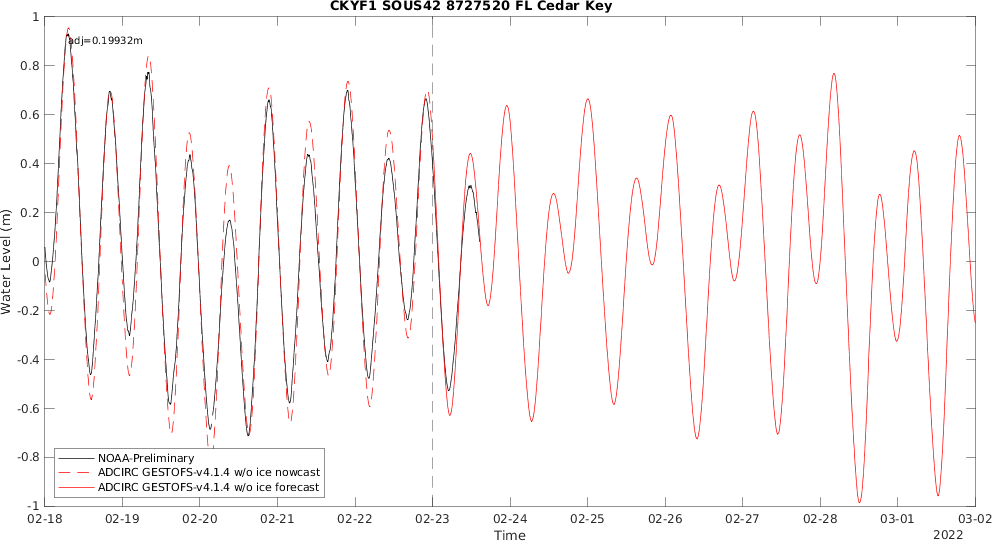 CKYF1 SOUS42 8727520 FL Cedar Key
adj=0.19932m
1
0.8
0.6
0.4
0.2
0
-0.2
-0.4
-0.6
-0.8
-1
Water Level (m)
NOAA-Preliminary
ADCIRC GESTOFS-v4.1.4 w/o ice nowcast
ADCIRC GESTOFS-v4.1.4 w/o ice forecast
02-18 02-19 02-20 02-21 02-22 02-23 02-24 02-25 02-26 02-27 02-28 03-01 03-02
Time
2022